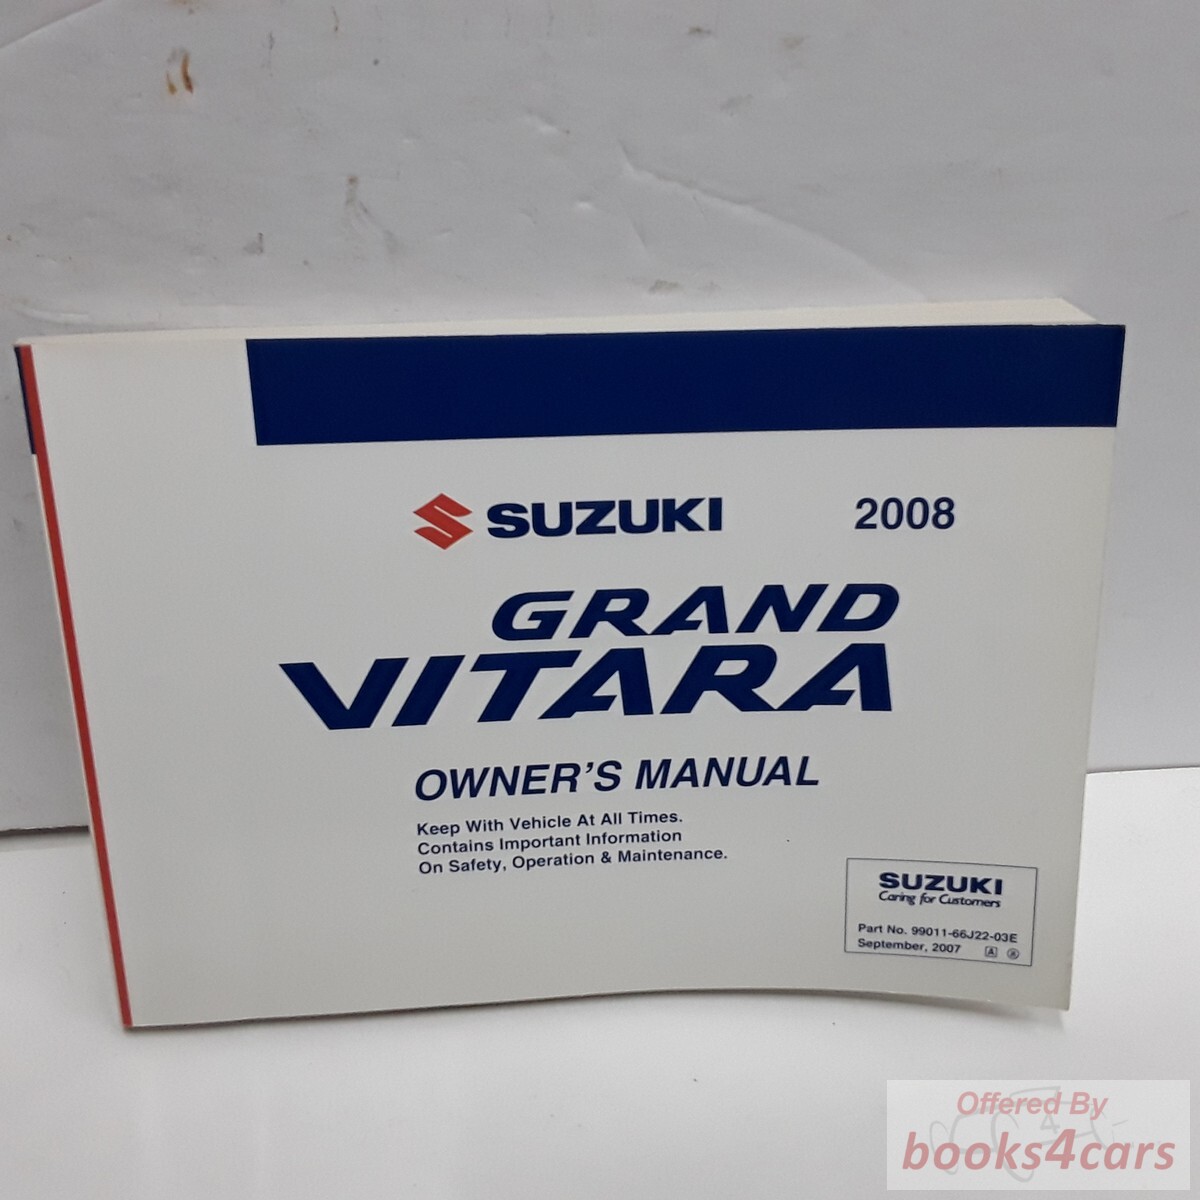 SUZUKI 2008
GRAND
VITARA
OWNER'S MANUAL
Keep With Vehicle At All Times.
Contains Important Information
On Safety, Operation & Maintenance.
SUZUKI
Caring for Customers
Part No. 99011-66J22-03E
September, 2007 A a
Offered By
books4cars